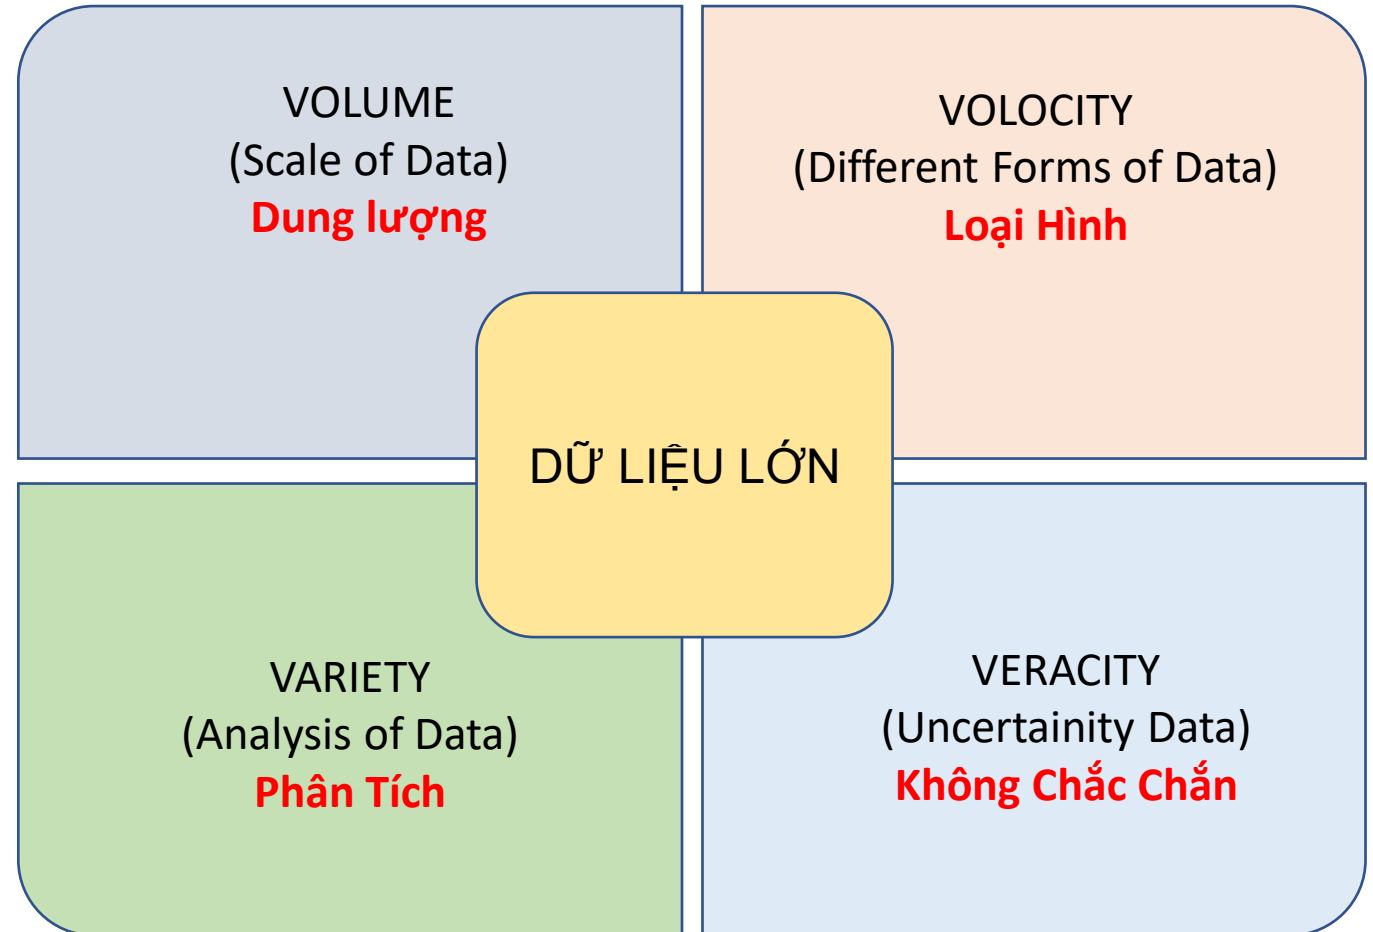 VOLUME
(Scale of Data)
Dung lượng
VOLOCITY
(Different Forms of Data)
Loại Hình
DỮ LIỆU LỚN
VARIETY
(Analysis of Data)
Phân Tích
VERACITY
(Uncertainity Data)
Không Chắc Chắn